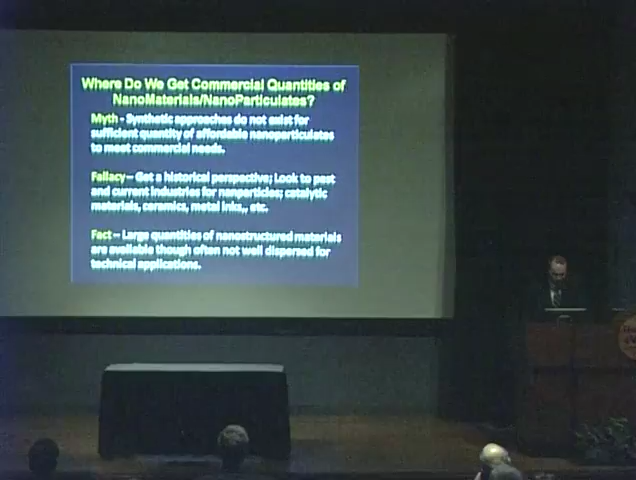 Where Do We Get Commercial Quantities of
NanoMaterials/NanoParticulates?
Myth - Synthetic approaches do not exist for
sufficient quantity of affordable nanoparticulates
to meet commercial needs.
Fallacy – Get a historical perspective; Look to past
and current industries for nanparticles; catalytic
materials, ceramics, metal inks,, etc.
Fact – Large quantities of nanostructured materials
are available though often not well dispersed for
technical applications.